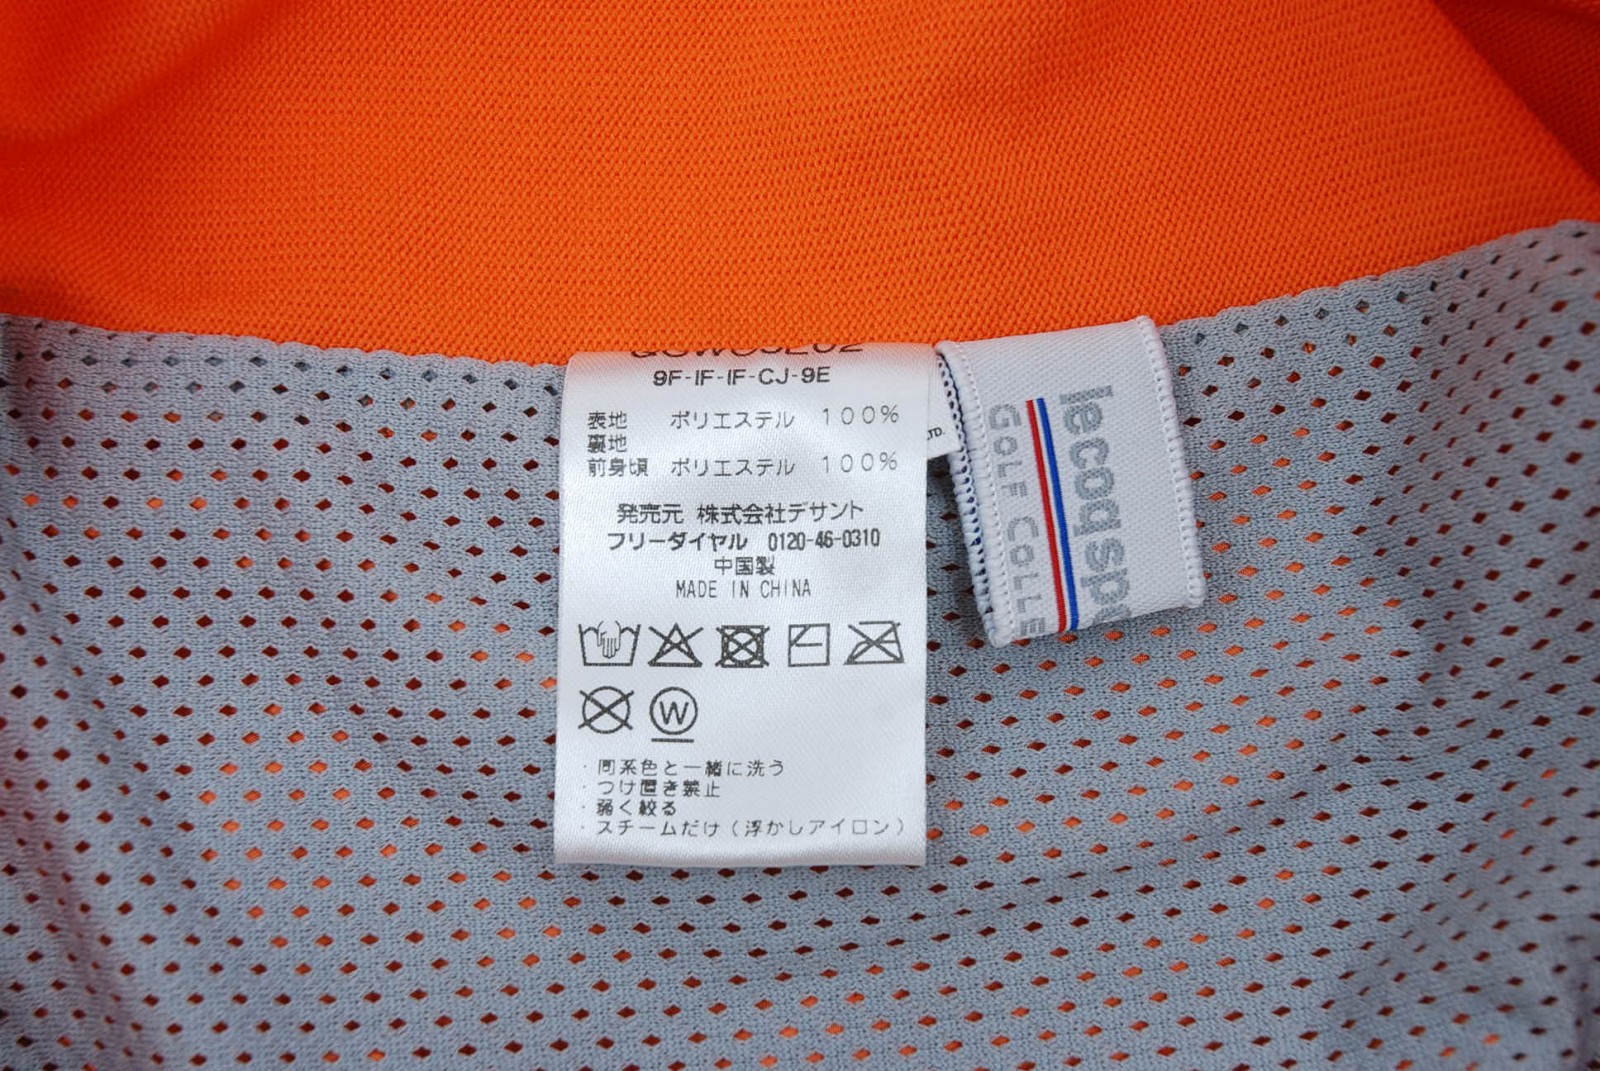 9F-IF-IF-CJ-9E
表地 ポリエステル 100%
裏地
前身頃 ポリエステル 100%
発売元 株式会社デサント
フリーダイヤル 0120-46-0310
中国製
MADE IN CHINA
W
・同系色と一緒に洗う
・つけ置き禁止
・弱く絞る
・スチームだけ(浮かしアイロン)
TD.
lecoqspo
GOLF COLLE